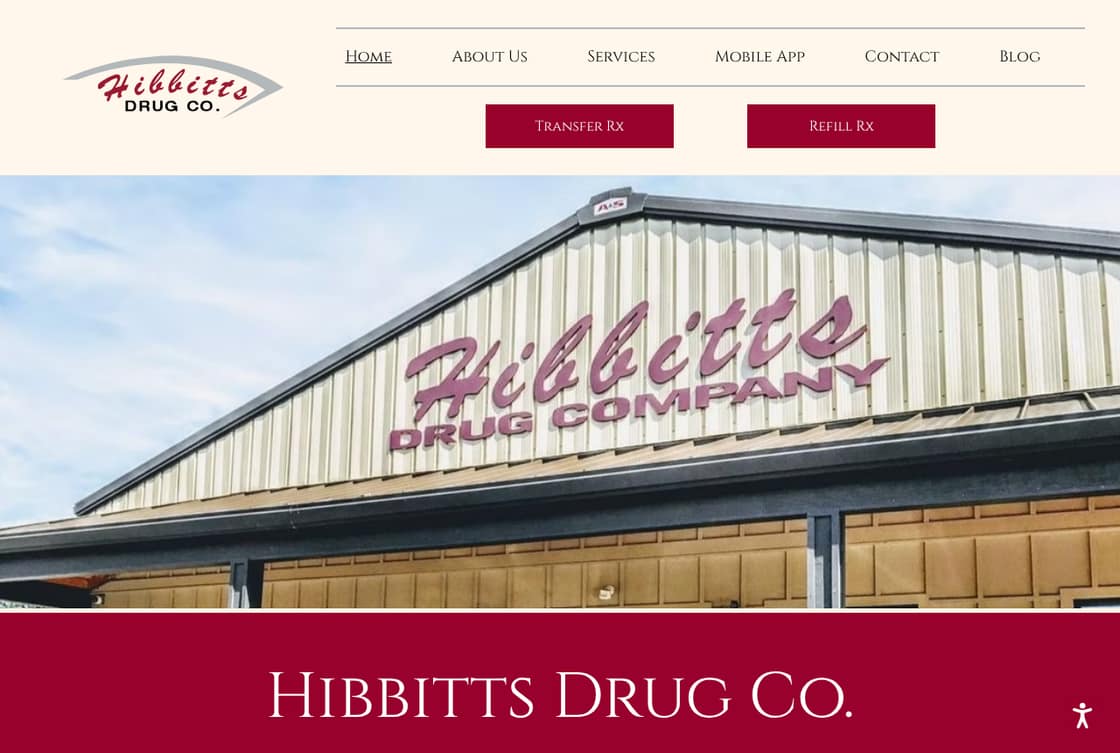 Hibbitts
DRUG CO.
Home About Us Services Mobile App Contact Blog
Transfer Rx Refill Rx
A&S
Hibbitts
DRUG COMPANY
Hibbitts Drug Co.